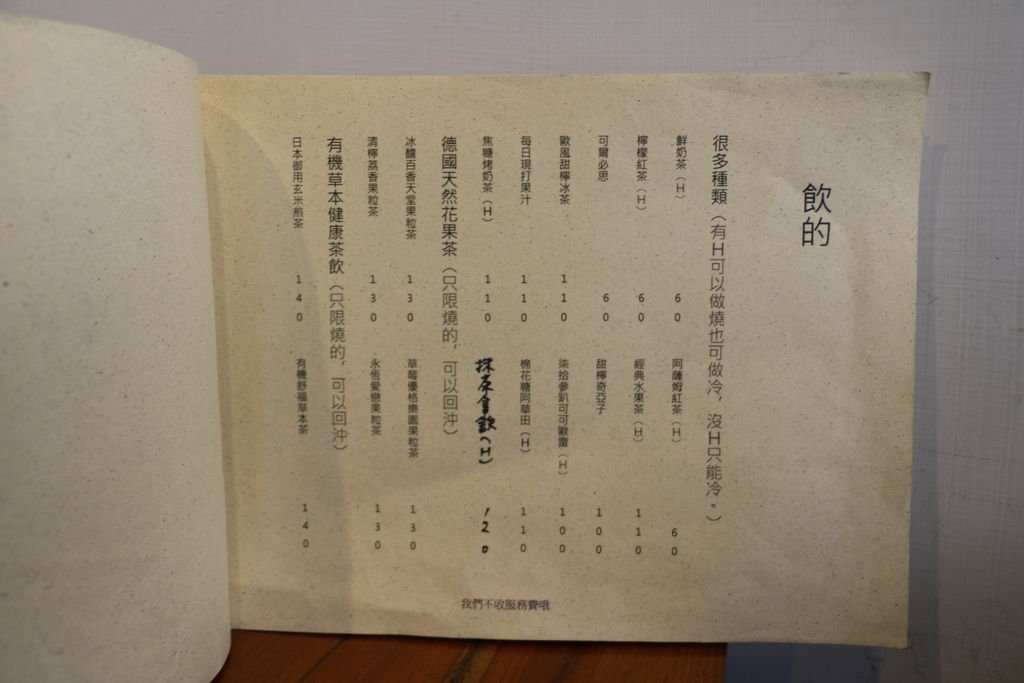 飲的
很多種類（有H可以做燒也可做冷，沒H只能冷。）
鮮奶茶（H） 60
阿薩姆紅茶（H） 60
檸檬紅茶（H） 60
經典水果茶（H） 110
可爾必思 60
甜檸奇亞子 100
歐風甜檸冰茶 110
柒拾參趴可可歐蕾（H） 100
每日現打果汁 110
棉花糖阿華田（H） 110
焦糖烤奶茶（H） 110
拿鐵（H） 120
德國天然花果茶（只限燒的，可以回沖）
冰釀百香天堂果粒茶 130
草莓優格樂園果粒茶 130
清檸荔香果粒茶 130
永恆愛戀果粒茶 130
有機草本健康茶飲（只限燒的，可以回沖）
日本御用玄米煎茶 140
有機舒福草本茶 140
我們不收服務費哦